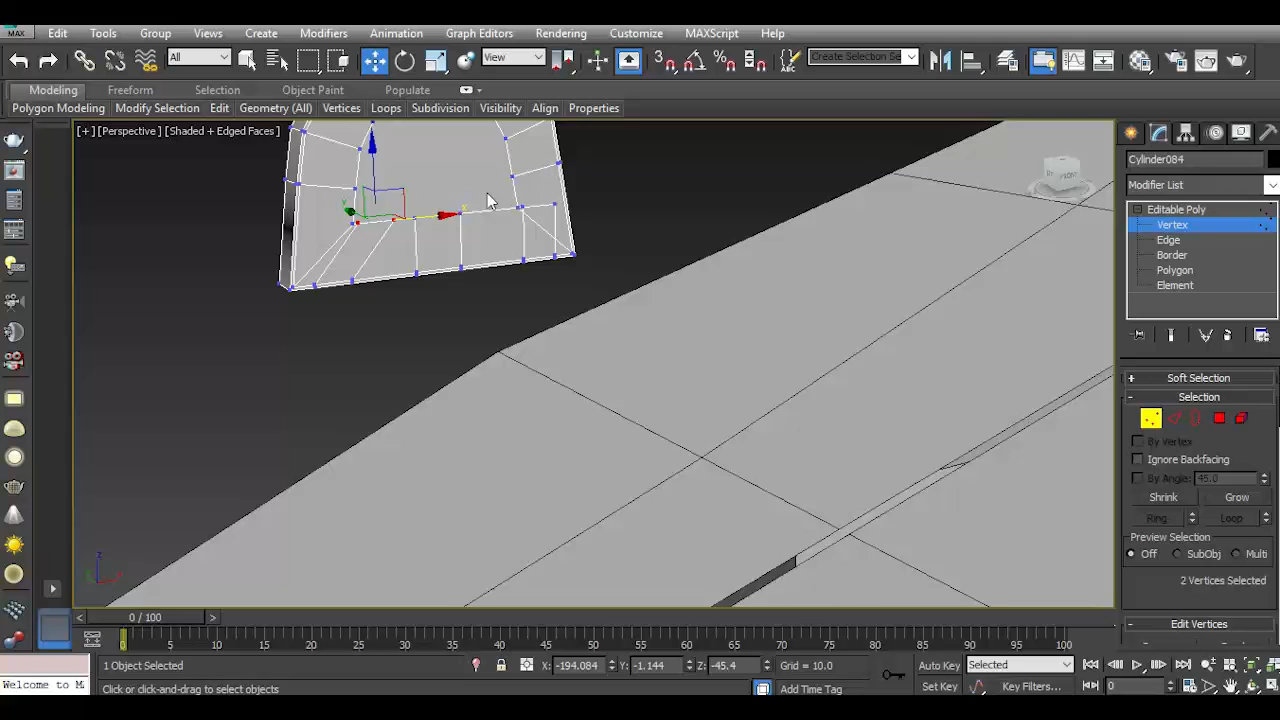 MAX Edit Tools Group Views Create Modifiers Animation Graph Editors Rendering Customize MAXScript Help
All View Create Selection Se
Modeling Freeform Selection Object Paint Populate
Polygon Modeling Modify Selection Edit Geometry (All) Vertices Loops Subdivision Visibility Align Properties
[+] [Perspective] [Shaded + Edged Faces]
Cylinder084
Modifier List
Editable Poly
Vertex
Edge
Border
Polygon
Element
+ Soft Selection
- Selection
By Vertex
Ignore Backfacing
By Angle: 45.0
Shrink Grow
Ring Loop
Preview Selection
Off SubObj Multi
2 Vertices Selected
- Edit Vertices
< 0 / 100 >
0 5 10 15 20 25 30 35 40 45 50 55 60 65 70 75 80 85 90 95 100
1 Object Selected X: -194.084 Y: -1.144 Z: -45.4 Grid = 10.0 Auto Key Selected
Welcome to M. Click or click-and-drag to select objects Add Time Tag Set Key Key Filters... 0